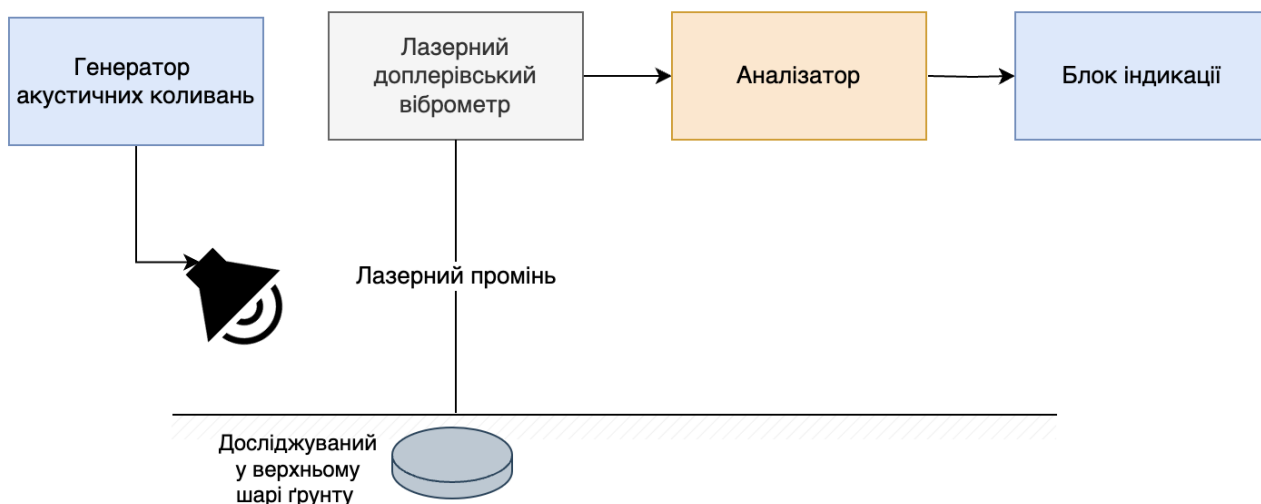 Генератор
акустичних коливань
Лазерний
доплерівський
віброметр
Аналізатор
Блок індикації
Лазерний промінь
Досліджуваний
у верхньому
шарі ґрунту